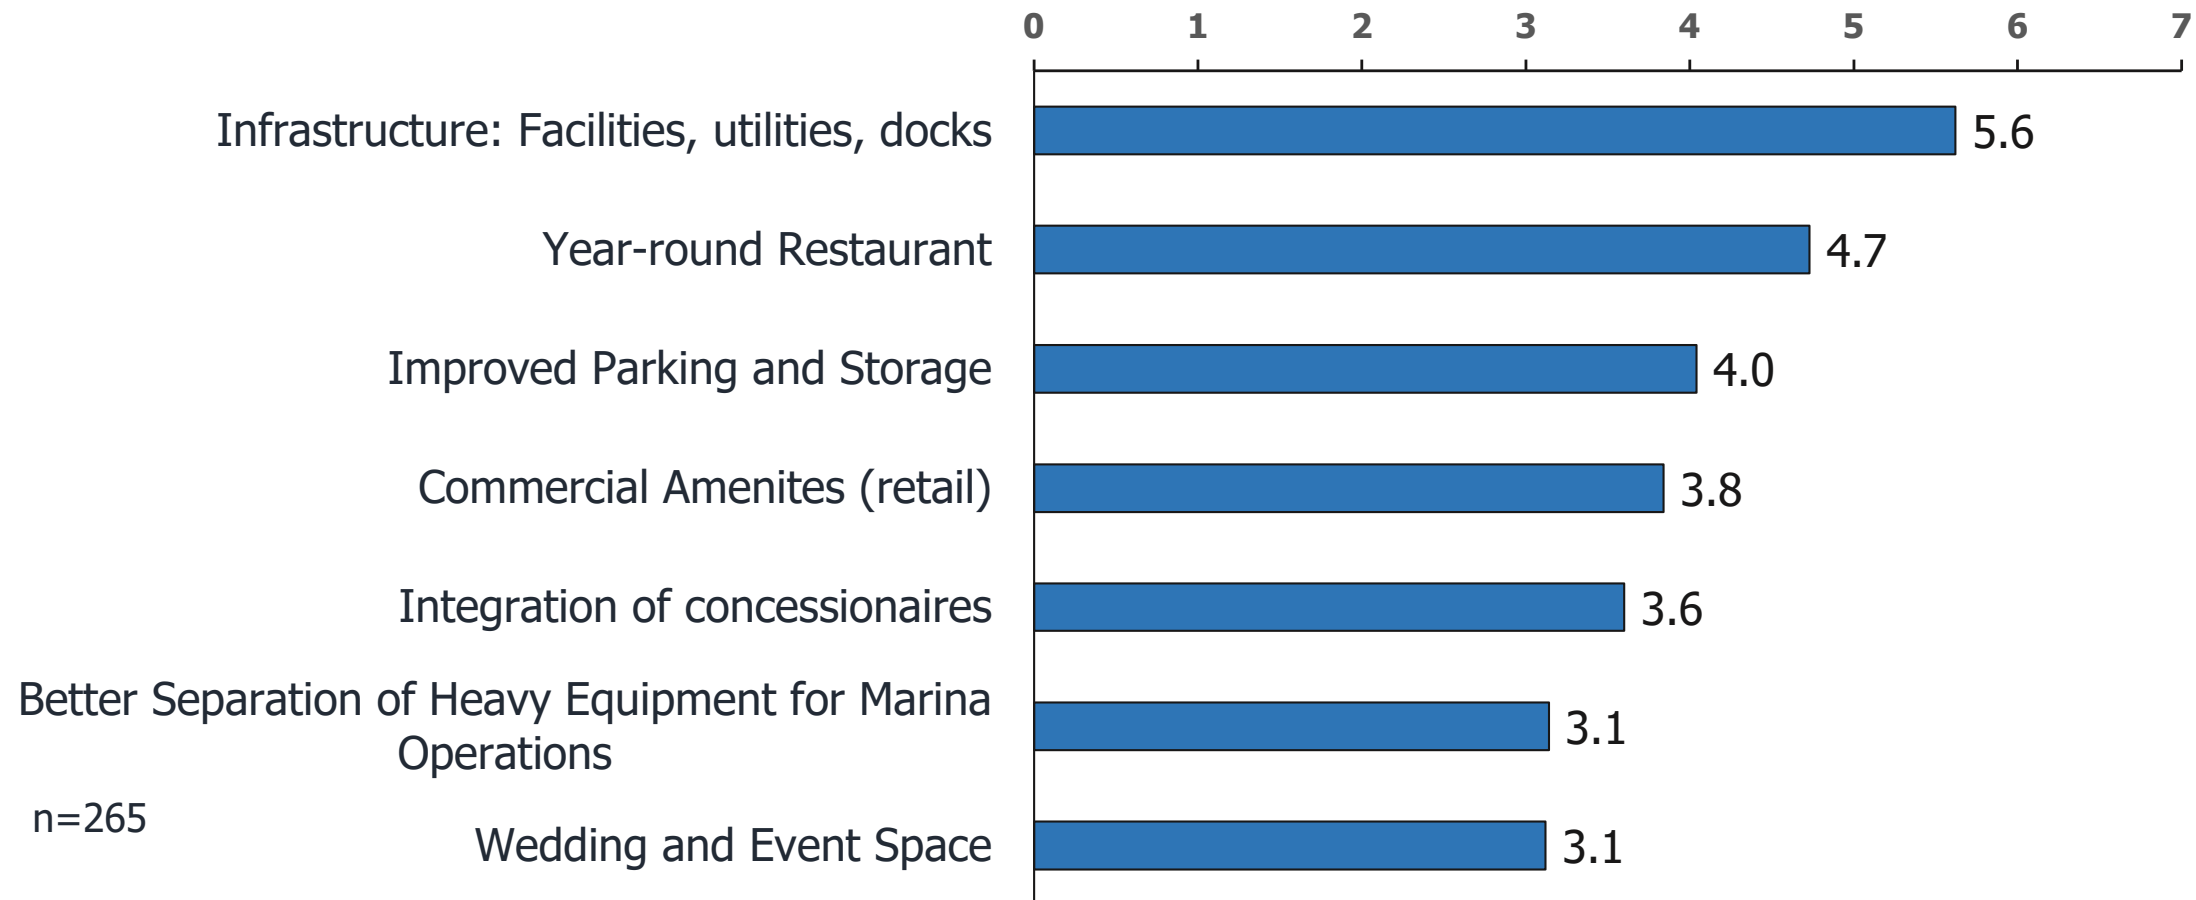 0 1 2 3 4 5 6 7
Infrastructure: Facilities, utilities, docks 5.6
Year-round Restaurant 4.7
Improved Parking and Storage 4.0
Commercial Amenites (retail) 3.8
Integration of concessionaires 3.6
Better Separation of Heavy Equipment for Marina
Operations 3.1
n=265
Wedding and Event Space 3.1